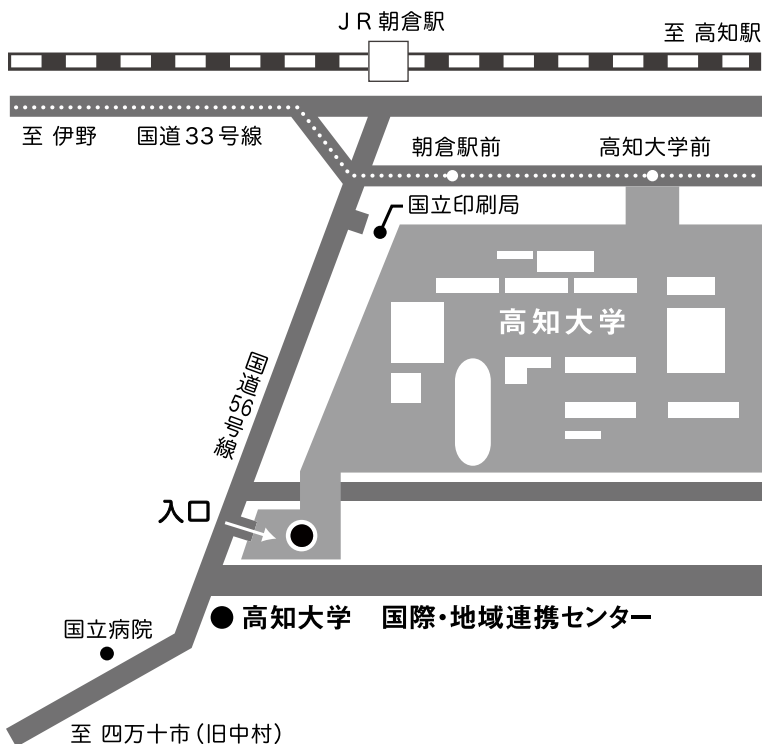 JR朝倉駅
至 高知駅
至 伊野
国道33号線
朝倉駅前
高知大学前
国立印刷局
高知大学
国道56号線
入口
高知大学　国際・地域連携センター
国立病院
至 四万十市（旧中村）